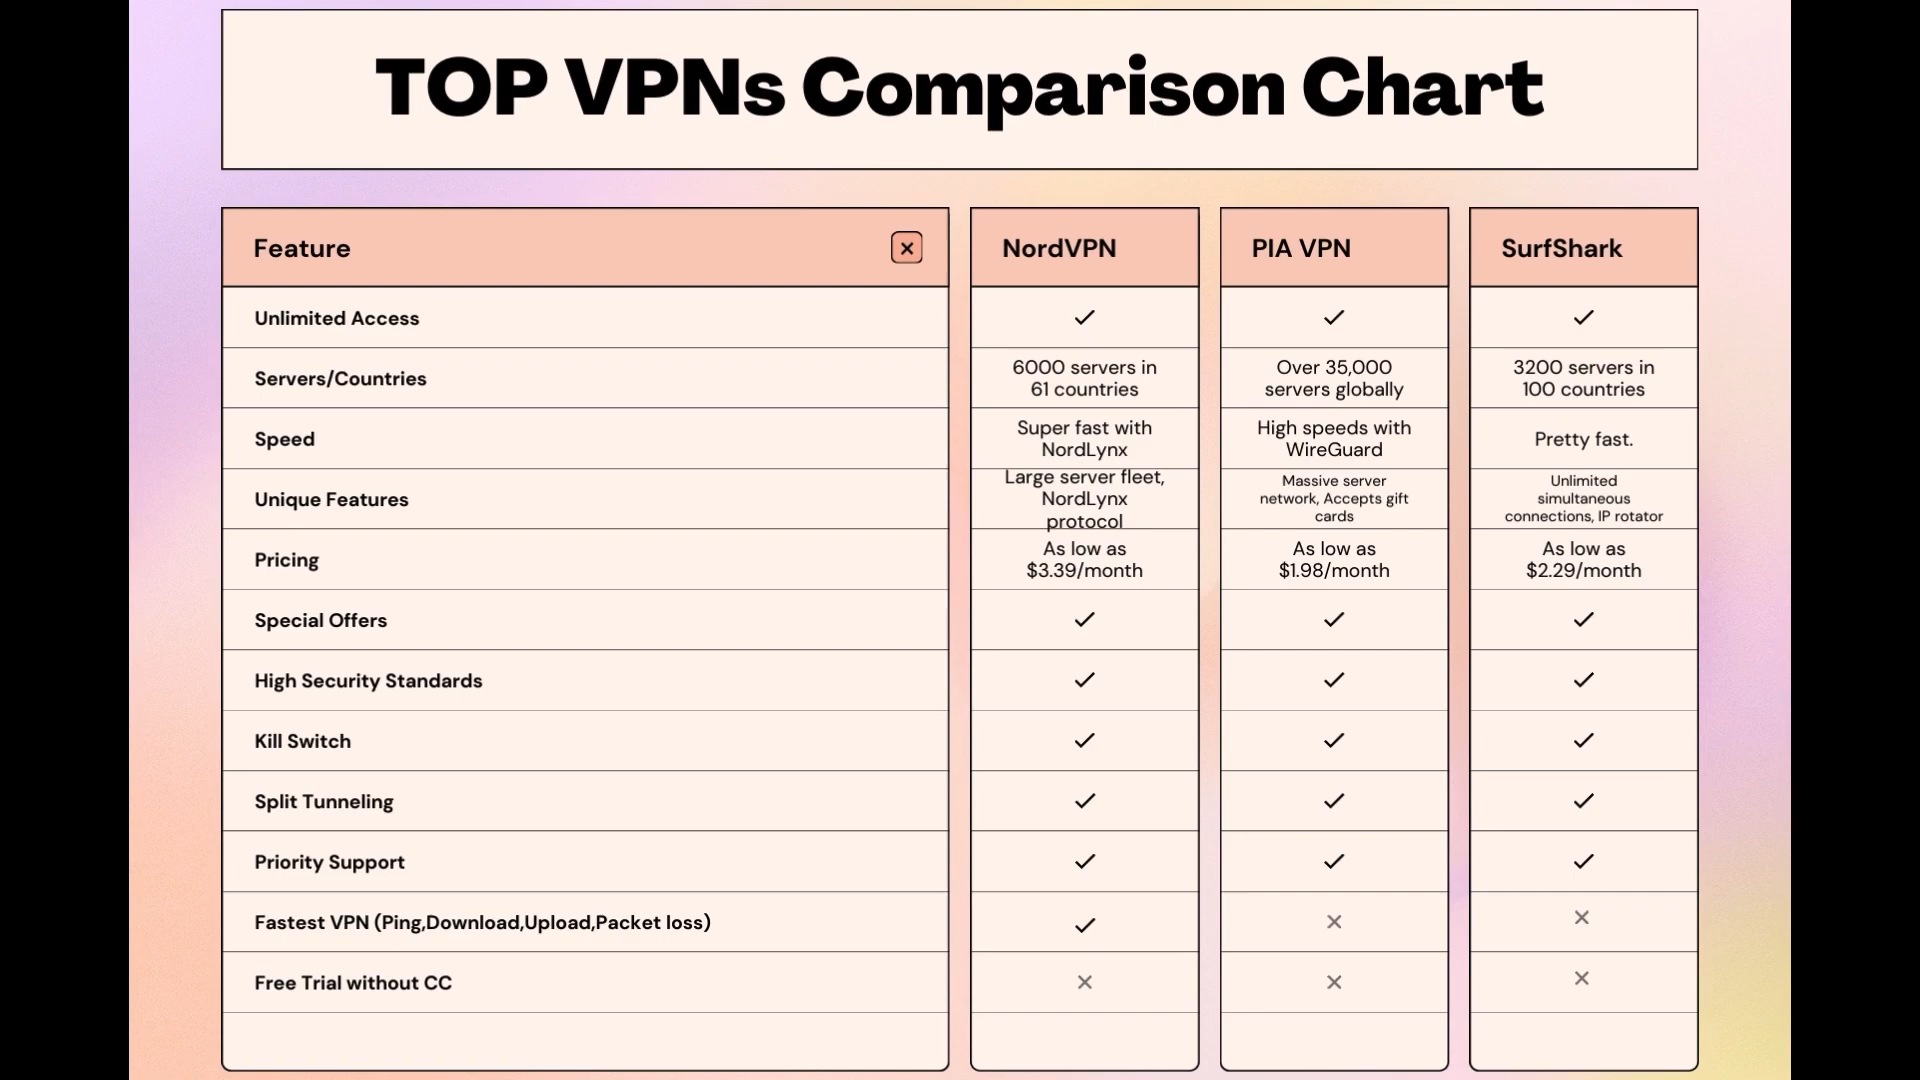 TOP VPNs Comparison Chart
Feature
NordVPN
PIA VPN
SurfShark
Unlimited Access
Servers/Countries
6000 servers in
61 countries
Over 35,000
servers globally
3200 servers in
100 countries
Speed
Super fast with
NordLynx
High speeds with
WireGuard
Pretty fast.
Unique Features
Large server fleet,
NordLynx
protocol
Massive server
network, Accepts gift
cards
Unlimited
simultaneous
connections, IP rotator
Pricing
As low as
$3.39/month
As low as
$1.98/month
As low as
$2.29/month
Special Offers
High Security Standards
Kill Switch
Split Tunneling
Priority Support
Fastest VPN (Ping,Download,Upload,Packet loss)
Free Trial without CC